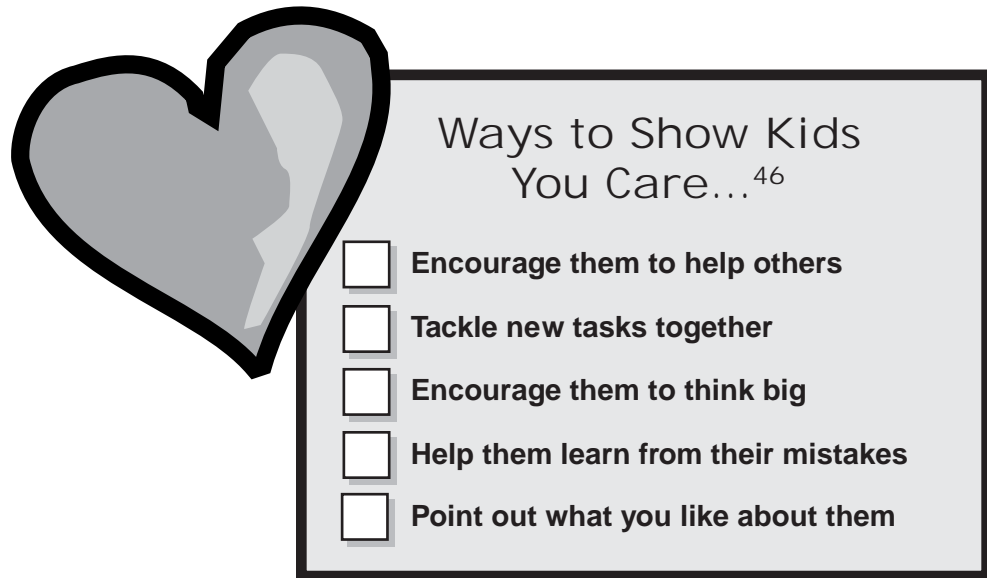 Ways to Show Kids
You Care...46
Encourage them to help others
Tackle new tasks together
Encourage them to think big
Help them learn from their mistakes
Point out what you like about them